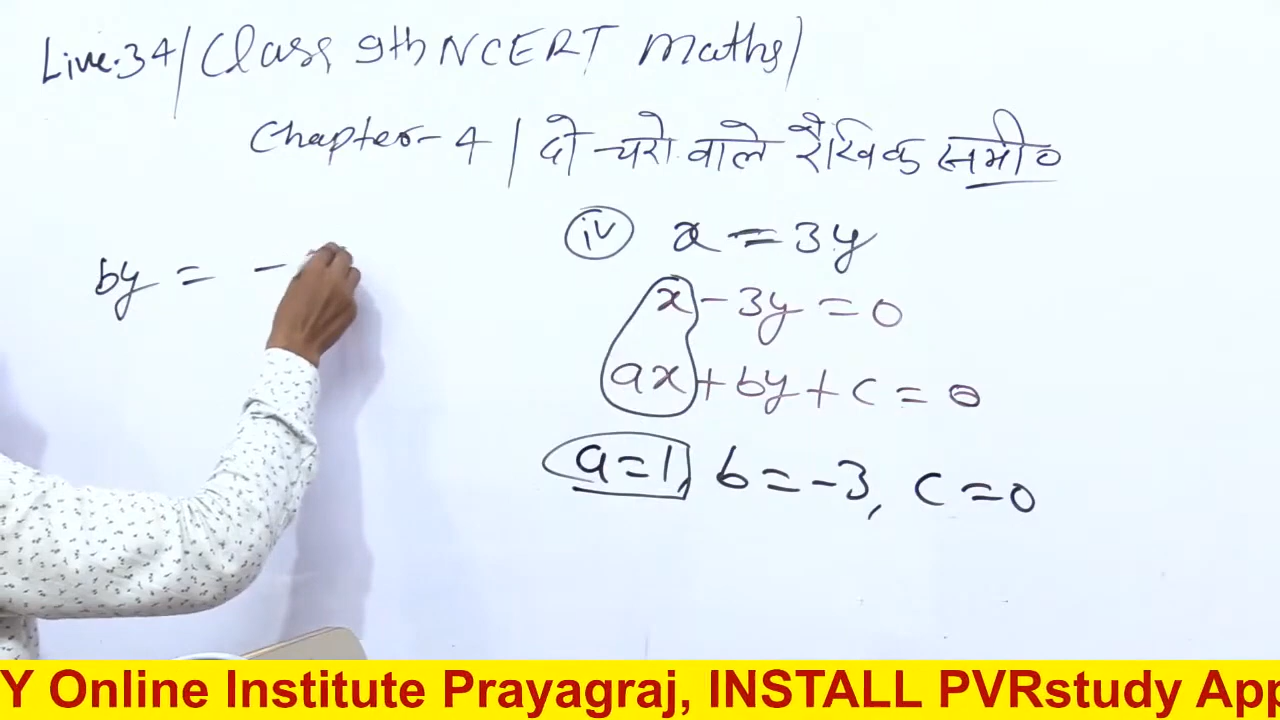 Live.34/Class 9th NCERT Maths/
Chapter-4/दो चरो वाले रैखिक समी०
by = -
iv x = 3y
x - 3y = 0
ax + by + c = 0
a=1, b=-3, c=0
Y Online Institute Prayagraj, INSTALL PVRstudy App